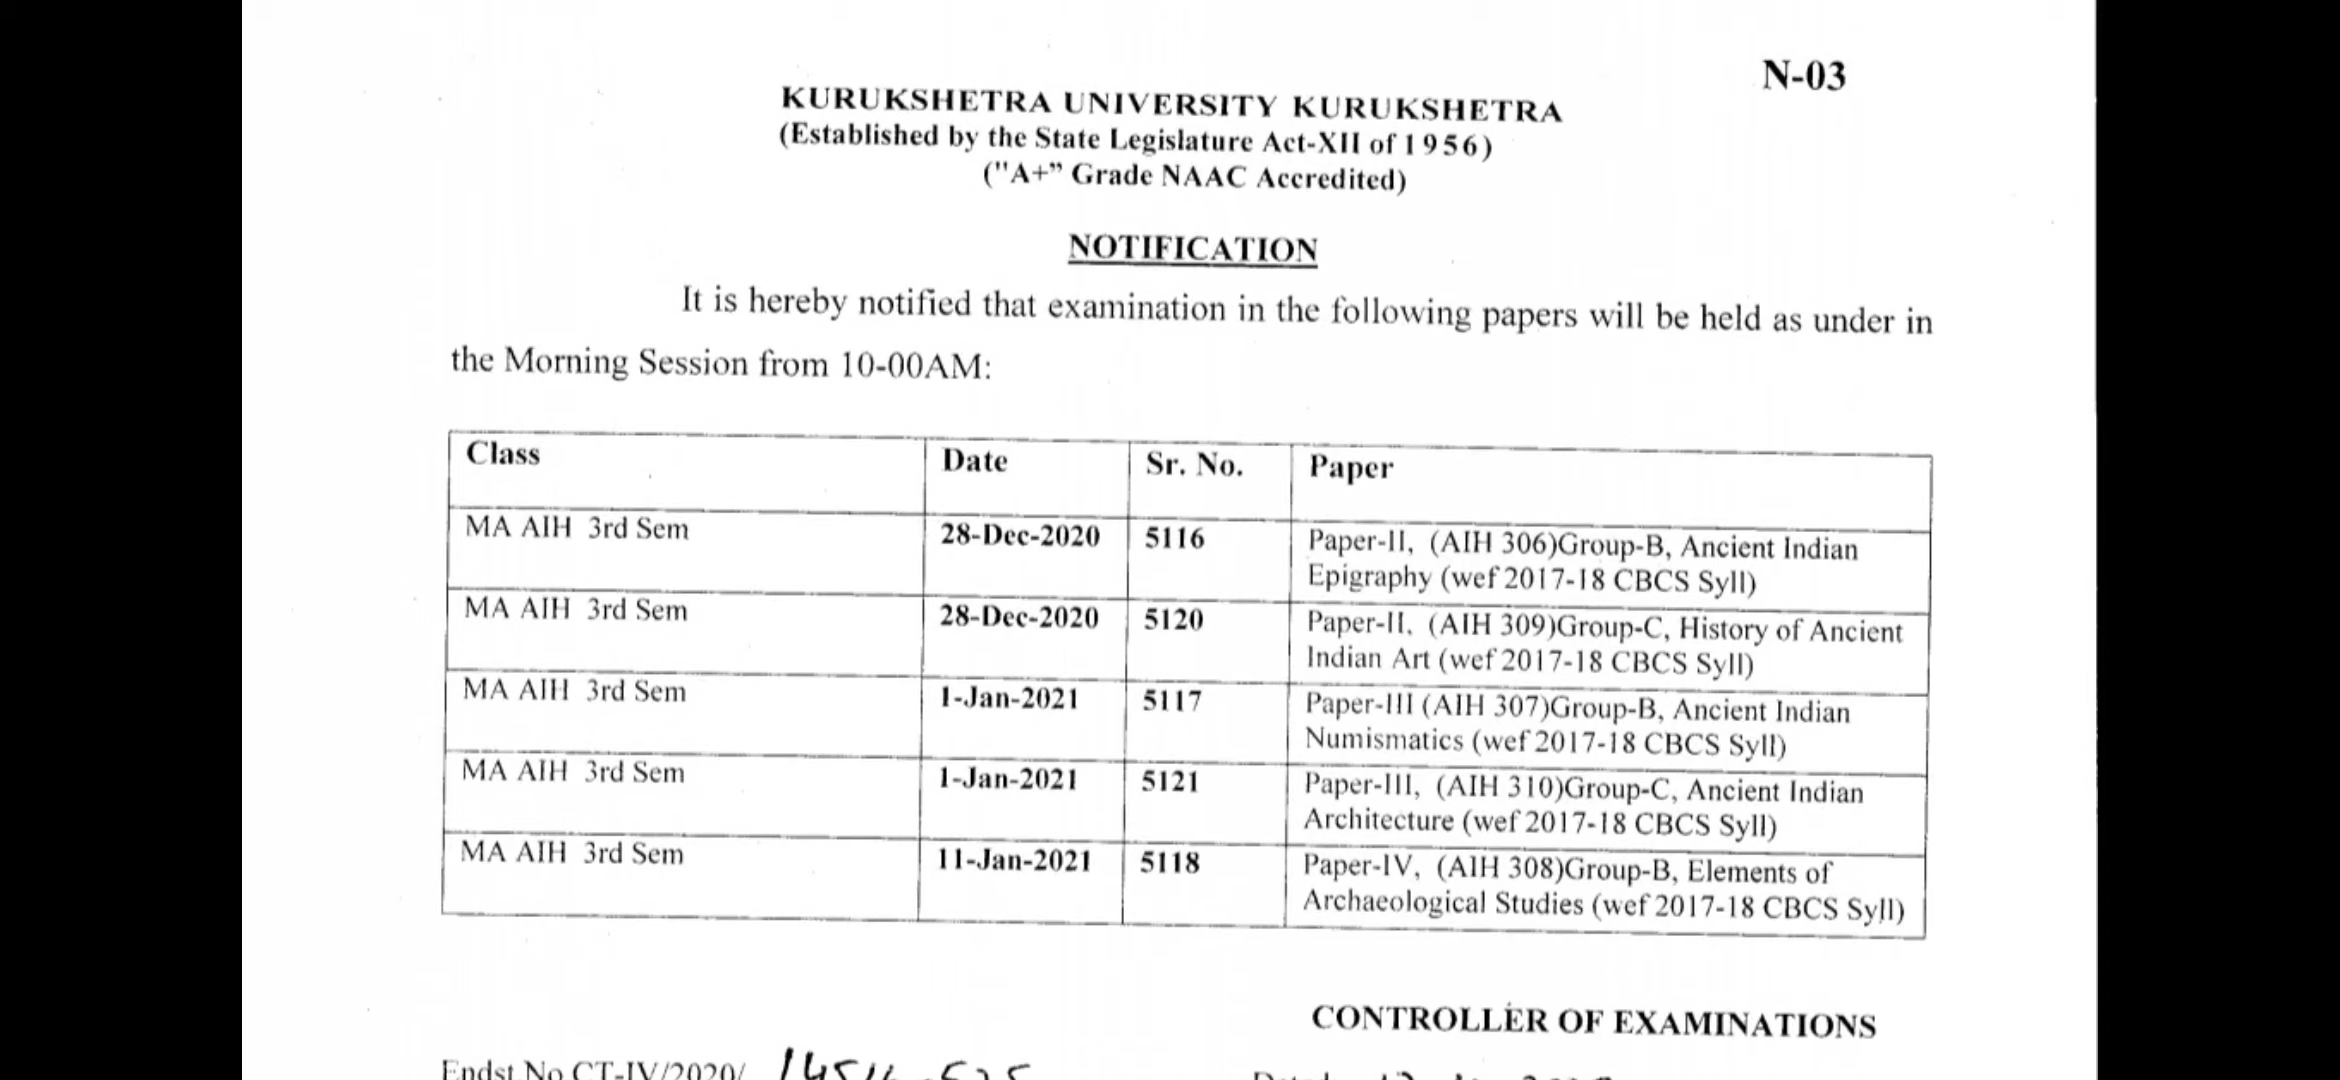 N-03
KURUKSHETRA UNIVERSITY KURUKSHETRA
(Established by the State Legislature Act-XII of 1956)
("A+” Grade NAAC Accredited)
NOTIFICATION
It is hereby notified that examination in the following papers will be held as under in
the Morning Session from 10-00AM:
Class Date Sr. No. Paper
MA AIH 3rd Sem 28-Dec-2020 5116 Paper-II, (AIH 306)Group-B, Ancient Indian
Epigraphy (wef 2017-18 CBCS Syll)
MA AIH 3rd Sem 28-Dec-2020 5120 Paper-II, (AIH 309)Group-C, History of Ancient
Indian Art (wef 2017-18 CBCS Syll)
MA AIH 3rd Sem 1-Jan-2021 5117 Paper-III (AIH 307)Group-B, Ancient Indian
Numismatics (wef 2017-18 CBCS Syll)
MA AIH 3rd Sem 1-Jan-2021 5121 Paper-III, (AIH 310)Group-C, Ancient Indian
Architecture (wef 2017-18 CBCS Syll)
MA AIH 3rd Sem 11-Jan-2021 5118 Paper-IV, (AIH 308)Group-B, Elements of
Archaeological Studies (wef 2017-18 CBCS Syll)
CONTROLLER OF EXAMINATIONS
Endst.No.CT-IV/2020/